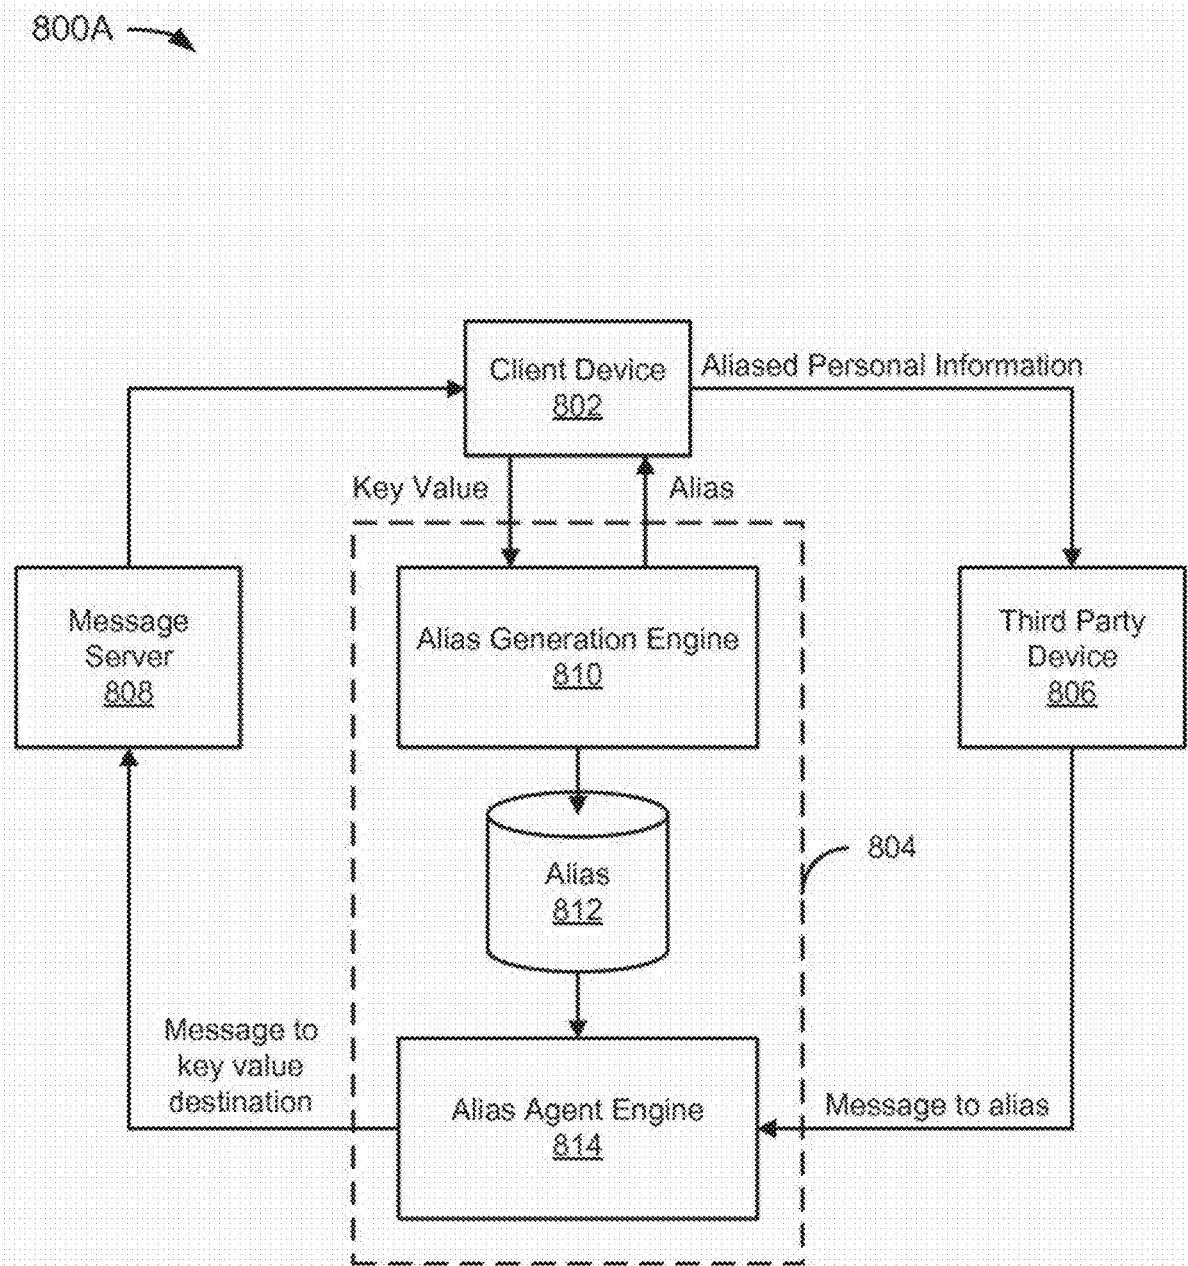 800A
Client Device
802
Aliased Personal Information
Key Value
Alias
Message
Server
808
Alias Generation Engine
810
Third Party
Device
806
Alias
812
804
Message to
key value
destination
Alias Agent Engine
814
Message to alias